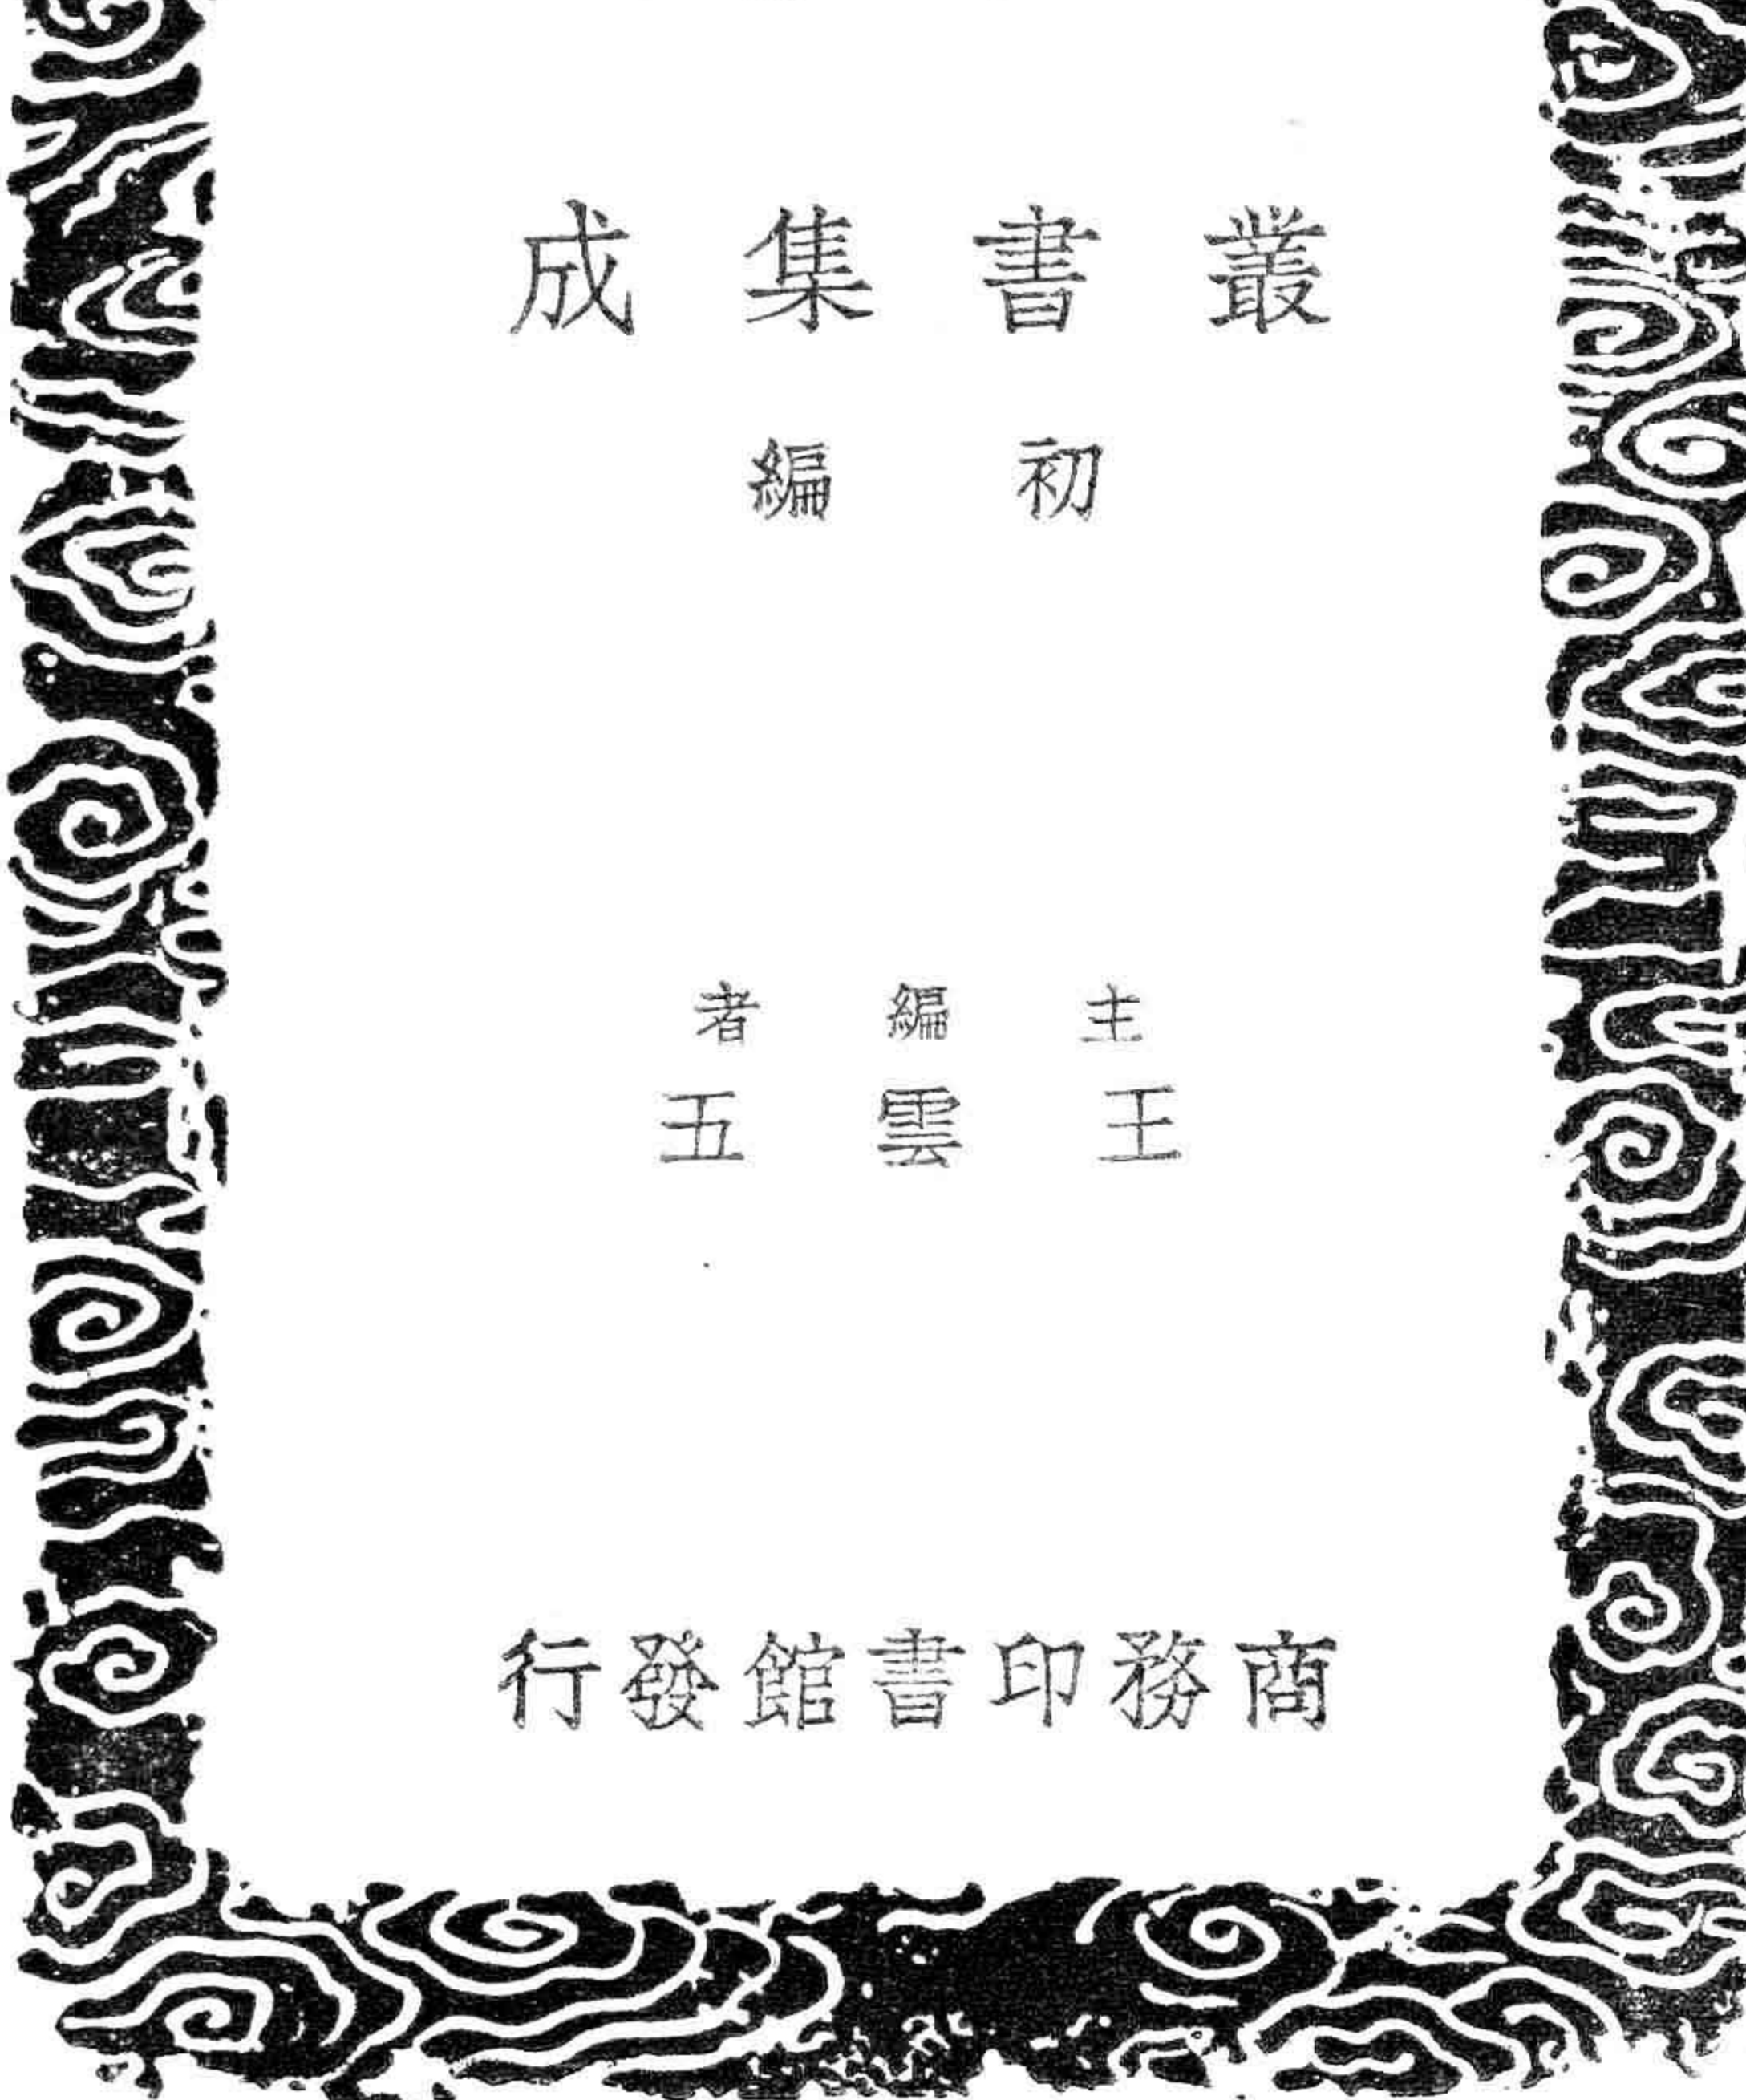 叢書集成
初編
主編者
王雲五
商務印書館發行